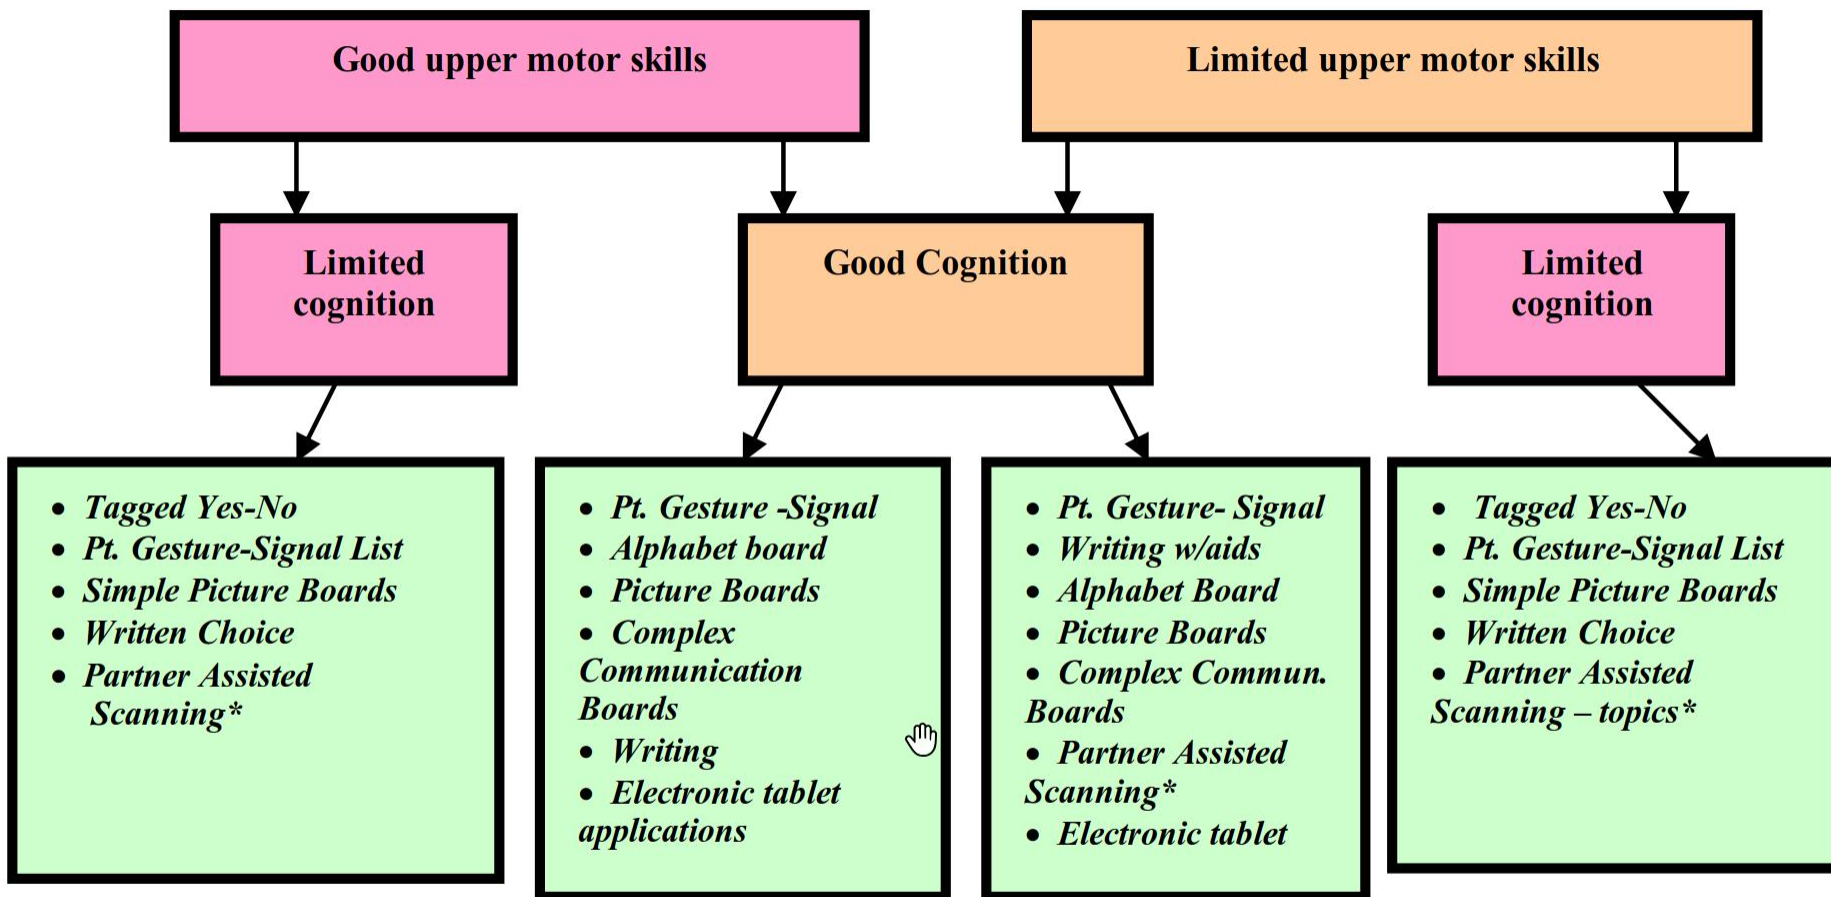 Good upper motor skills
Limited upper motor skills
Limited
cognition
Good Cognition
Limited
cognition
• Tagged Yes-No
• Pt. Gesture-Signal List
• Simple Picture Boards
• Written Choice
• Partner Assisted
Scanning*
• Pt. Gesture -Signal
• Alphabet board
• Picture Boards
• Complex
Communication
Boards
• Writing
• Electronic tablet
applications
• Pt. Gesture- Signal
• Writing w/aids
• Alphabet Board
• Picture Boards
• Complex Commun.
Boards
• Partner Assisted
Scanning*
• Electronic tablet
• Tagged Yes-No
• Pt. Gesture-Signal List
• Simple Picture Boards
• Written Choice
• Partner Assisted
Scanning – topics*